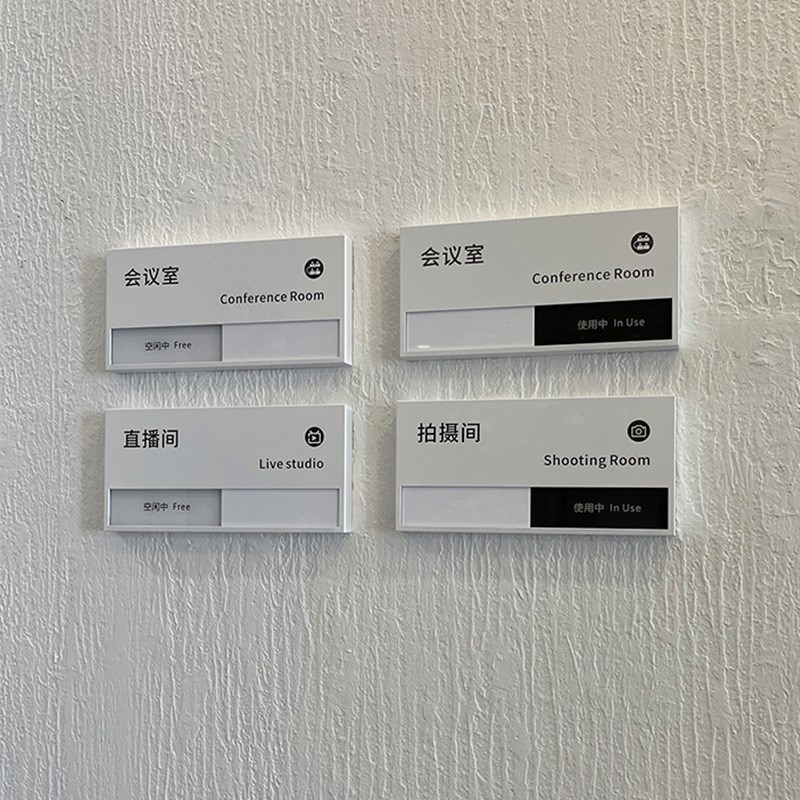 会议室
Conference Room
空闲中 Free
会议室
Conference Room
使用中 In Use
直播间
Live studio
空闲中 Free
拍摄间
Shooting Room
使用中 In Use